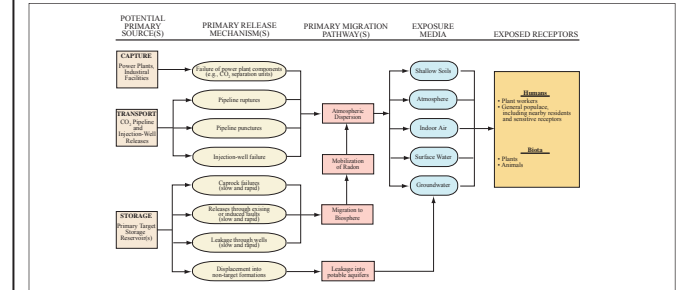 POTENTIAL
PRIMARY
SOURCE(S)
PRIMARY RELEASE
MECHANISM(S)
PRIMARY MIGRATION
PATHWAY(S)
EXPOSURE
MEDIA
EXPOSED RECEPTORS
CAPTURE
Power Plants,
Industrial
Facilities
TRANSPORT
CO₂ Pipeline
and
Injection-Well
Releases
STORAGE
Primary Target
Storage
Reservoir(s)
Failure of power plant components
(e.g., CO₂ separation units)
Pipeline ruptures
Pipeline punctures
Injection-well failure
Caprock failures
(slow and rapid)
Releases through exising
or induced faults
(slow and rapid)
Leakage through wells
(slow and rapid)
Displacement into
non-target formations
Atmospheric
Dispersion
Mobilization
of Radon
Migration to
Biosphere
Leakage into
potable aquifers
Shallow Soils
Atmosphere
Indoor Air
Surface Water
Groundwater
Humans
• Plant workers
• General populace,
including nearby residents
and sensitive receptors
Biota
• Plants
• Animals